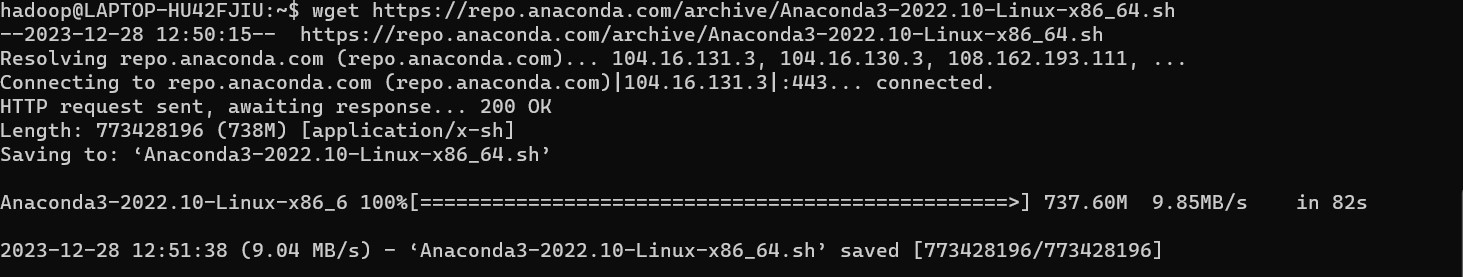 hadoop@LAPTOP-HU42FJIU:~$ wget https://repo.anaconda.com/archive/Anaconda3-2022.10-Linux-x86_64.sh
--2023-12-28 12:50:15--  https://repo.anaconda.com/archive/Anaconda3-2022.10-Linux-x86_64.sh
Resolving repo.anaconda.com (repo.anaconda.com)... 104.16.131.3, 104.16.130.3, 108.162.193.111, ...
Connecting to repo.anaconda.com (repo.anaconda.com)|104.16.131.3|:443... connected.
HTTP request sent, awaiting response... 200 OK
Length: 773428196 (738M) [application/x-sh]
Saving to: ‘Anaconda3-2022.10-Linux-x86_64.sh’
Anaconda3-2022.10-Linux-x86_6 100%[=================================================>] 737.60M  9.85MB/s    in 82s
2023-12-28 12:51:38 (9.04 MB/s) - ‘Anaconda3-2022.10-Linux-x86_64.sh’ saved [773428196/773428196]